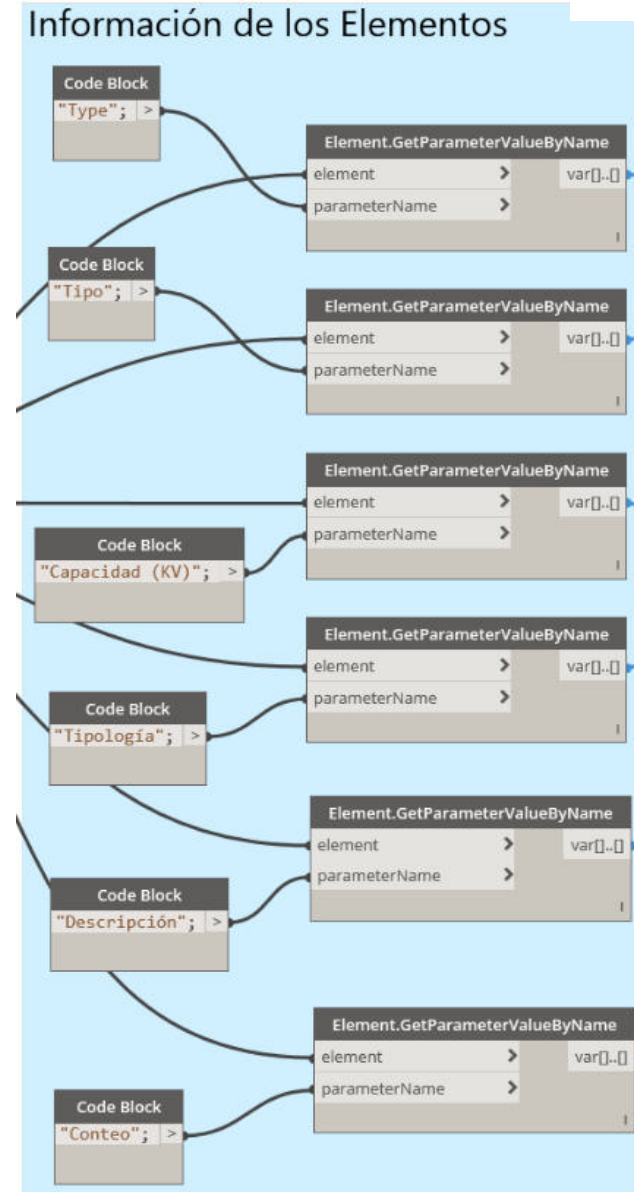 Información de los Elementos
Code Block
"Type"; >
Element.GetParameterValueByName
element > var[]..[]
parameterName >
Code Block
"Tipo"; >
Element.GetParameterValueByName
element > var[]..[]
parameterName >
Element.GetParameterValueByName
element > var[]..[]
parameterName >
Code Block
"Capacidad (KV)"; >
Element.GetParameterValueByName
element > var[]..[]
parameterName >
Code Block
"Tipología"; >
Element.GetParameterValueByName
element > var[]..[]
parameterName >
Code Block
"Descripción"; >
Element.GetParameterValueByName
element > var[]..[]
parameterName >
Code Block
"Conteo"; >